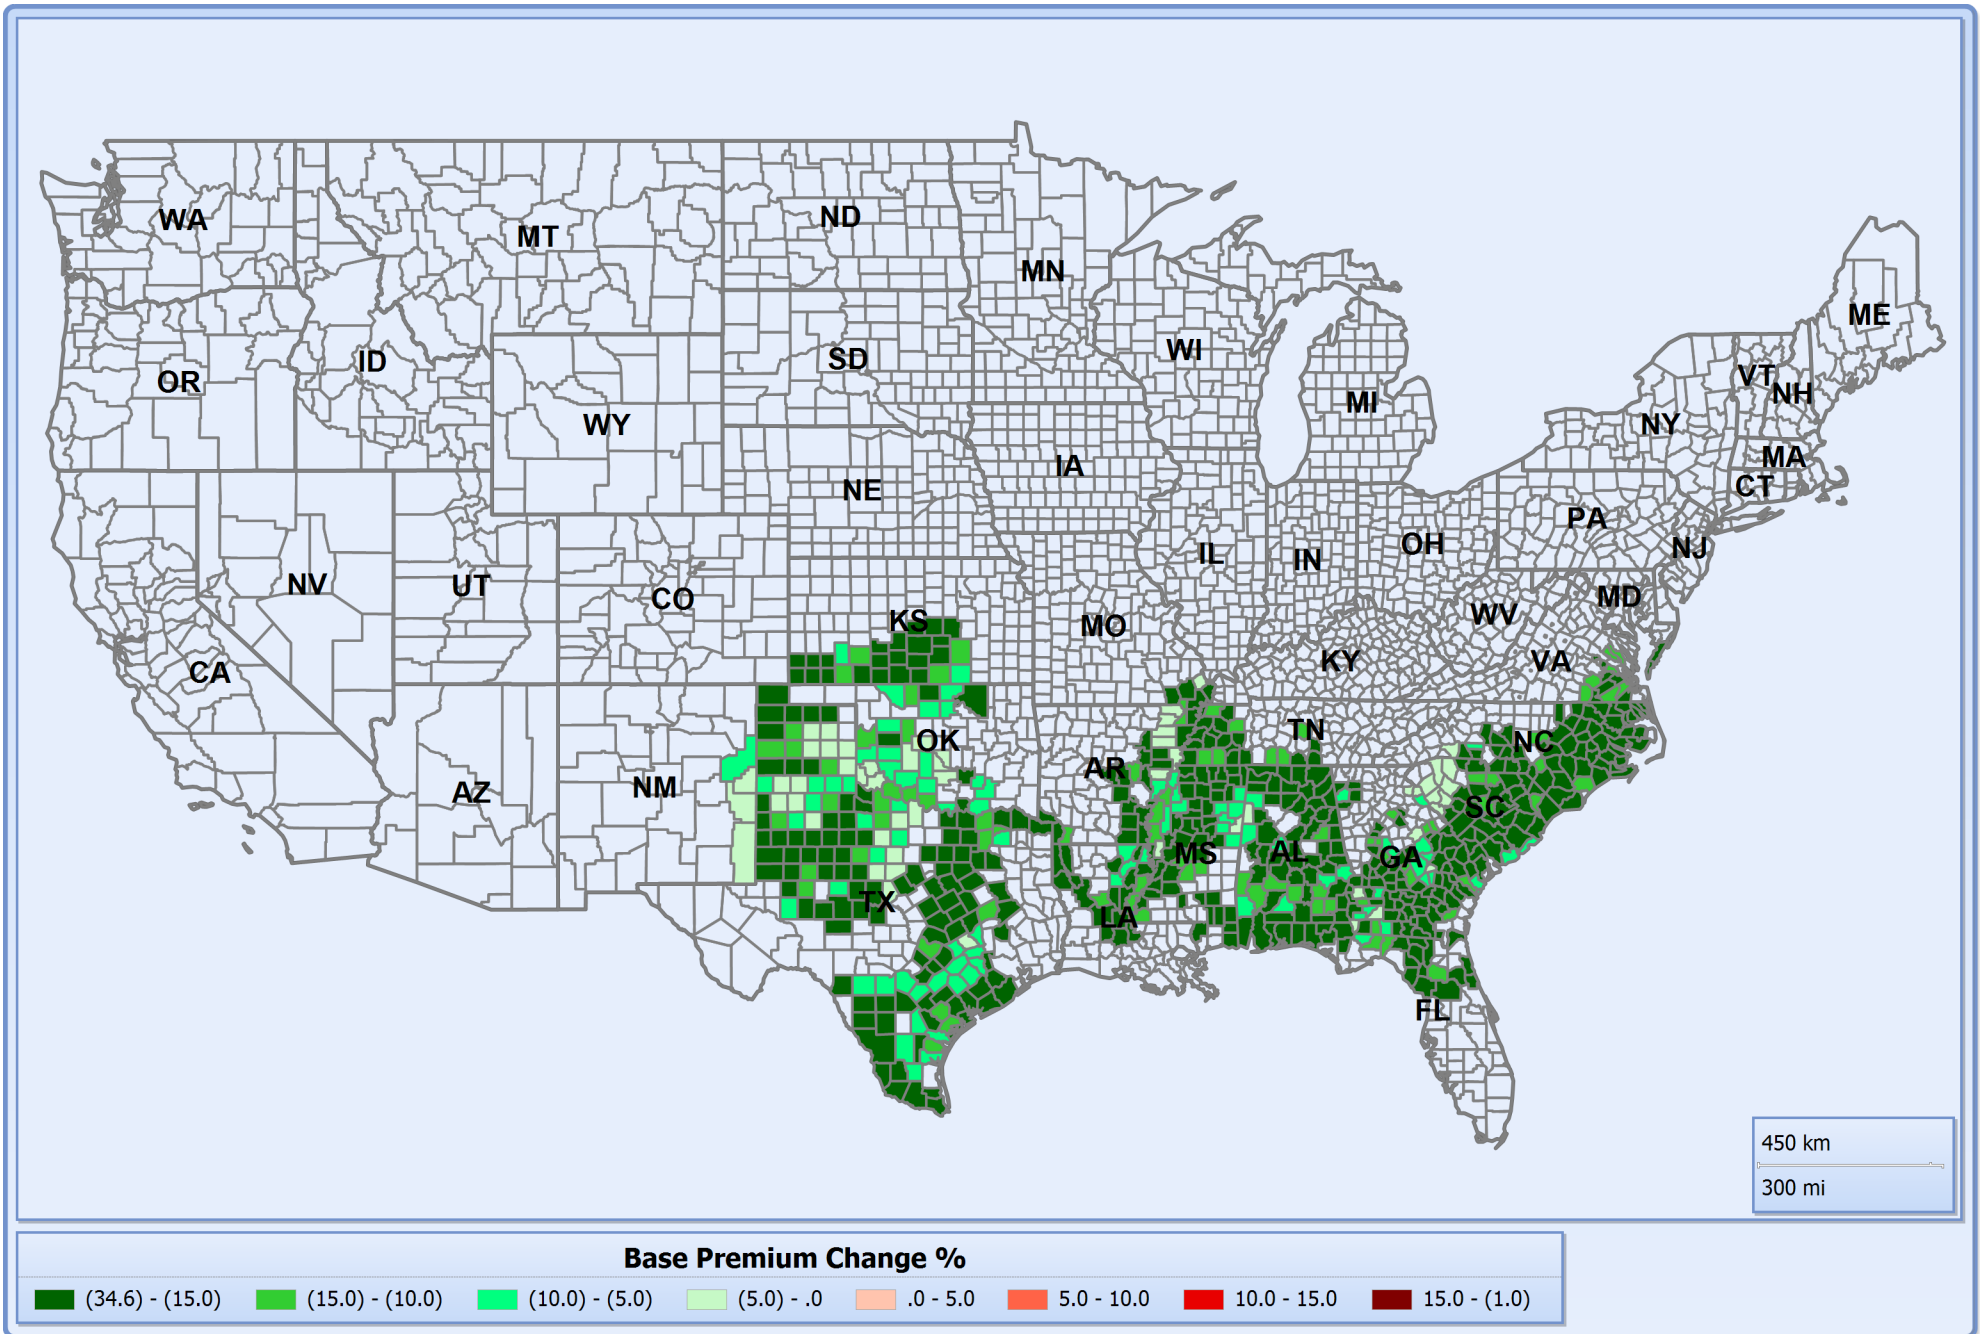 WA
MT
ND
MN
ME
WI
SD
ID
OR
VT
NH
MI
WY
NY
IA
MA
NE
CT
PA
OH
NJ
IL
IN
NV
UT
CO
MD
WV
KS
MO
VA
KY
CA
TN
OK
NC
AR
NM
AZ
SC
MS
AL
GA
TX
LA
FL
450 km
300 mi
Base Premium Change %
(34.6) - (15.0) (15.0) - (10.0) (10.0) - (5.0) (5.0) - .0 .0 - 5.0 5.0 - 10.0 10.0 - 15.0 15.0 - (1.0)